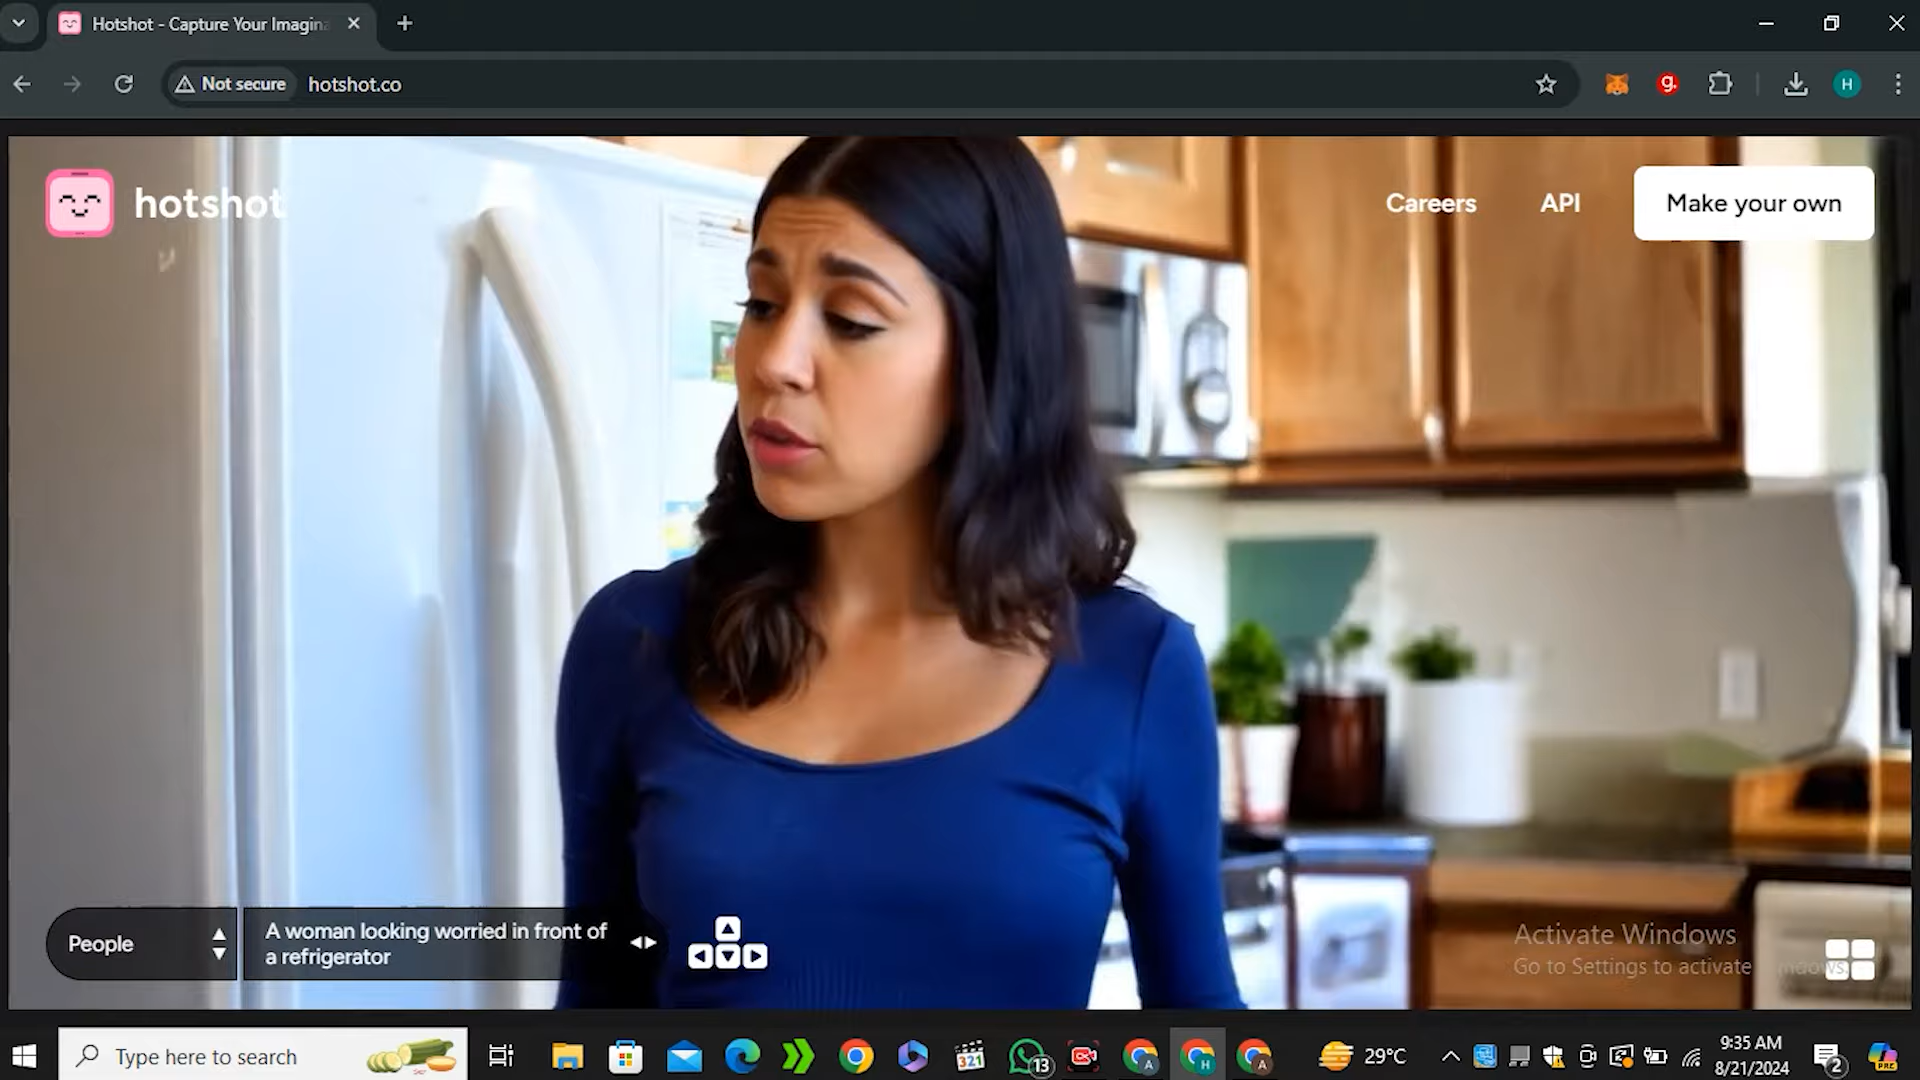 Hotshot - Capture Your Imagina
Not secure
hotshot.co
H
hotshot
Careers
API
Make your own
People
A woman looking worried in front of
a refrigerator
Activate Windows
Go to Settings to activate
Type here to search
321
13
A
H
A
29°C
9:35 AM
8/21/2024
2
PRE